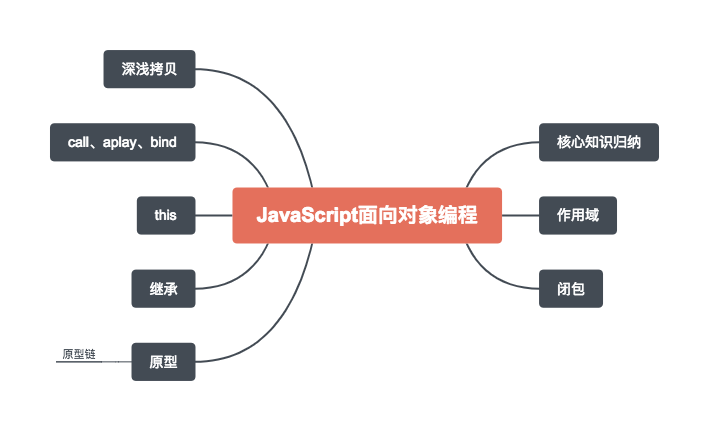 深浅拷贝
call、aplay、bind
this
继承
原型
原型链
JavaScript面向对象编程
核心知识归纳
作用域
闭包